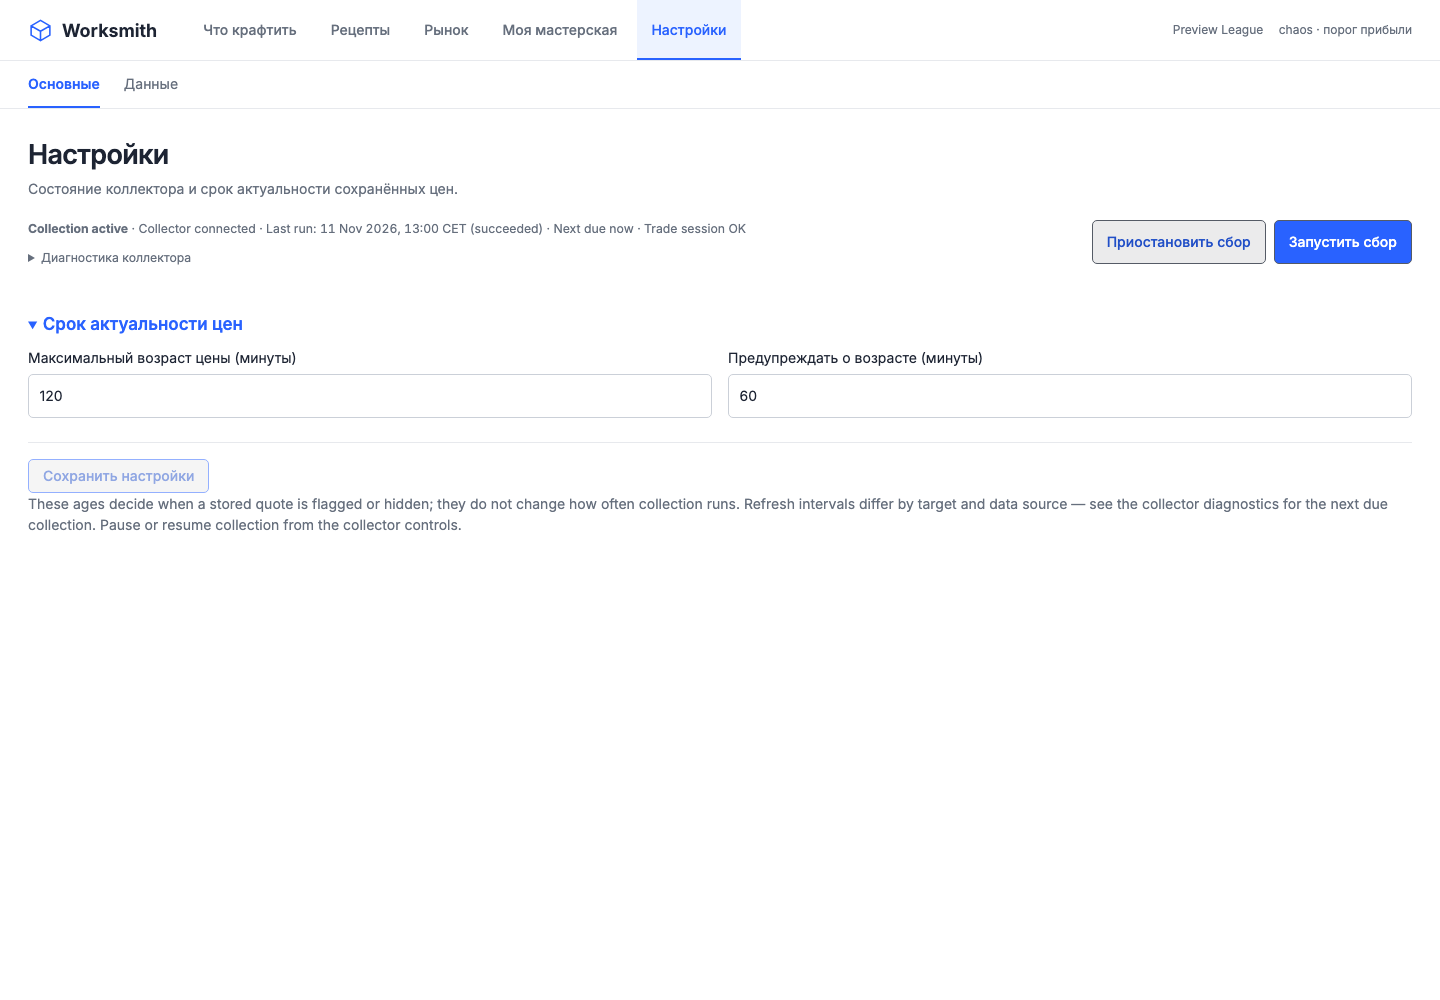 Worksmith
Что крафтить
Рецепты
Рынок
Моя мастерская
Настройки
Preview League
chaos · порог прибыли
Основные
Данные
Настройки
Состояние коллектора и срок актуальности сохранённых цен.
Collection active · Collector connected · Last run: 11 Nov 2026, 13:00 CET (succeeded) · Next due now · Trade session OK
Диагностика коллектора
Приостановить сбор
Запустить сбор
Срок актуальности цен
Максимальный возраст цены (минуты)
120
Предупреждать о возрасте (минуты)
60
Сохранить настройки
These ages decide when a stored quote is flagged or hidden; they do not change how often collection runs. Refresh intervals differ by target and data source — see the collector diagnostics for the next due
collection. Pause or resume collection from the collector controls.